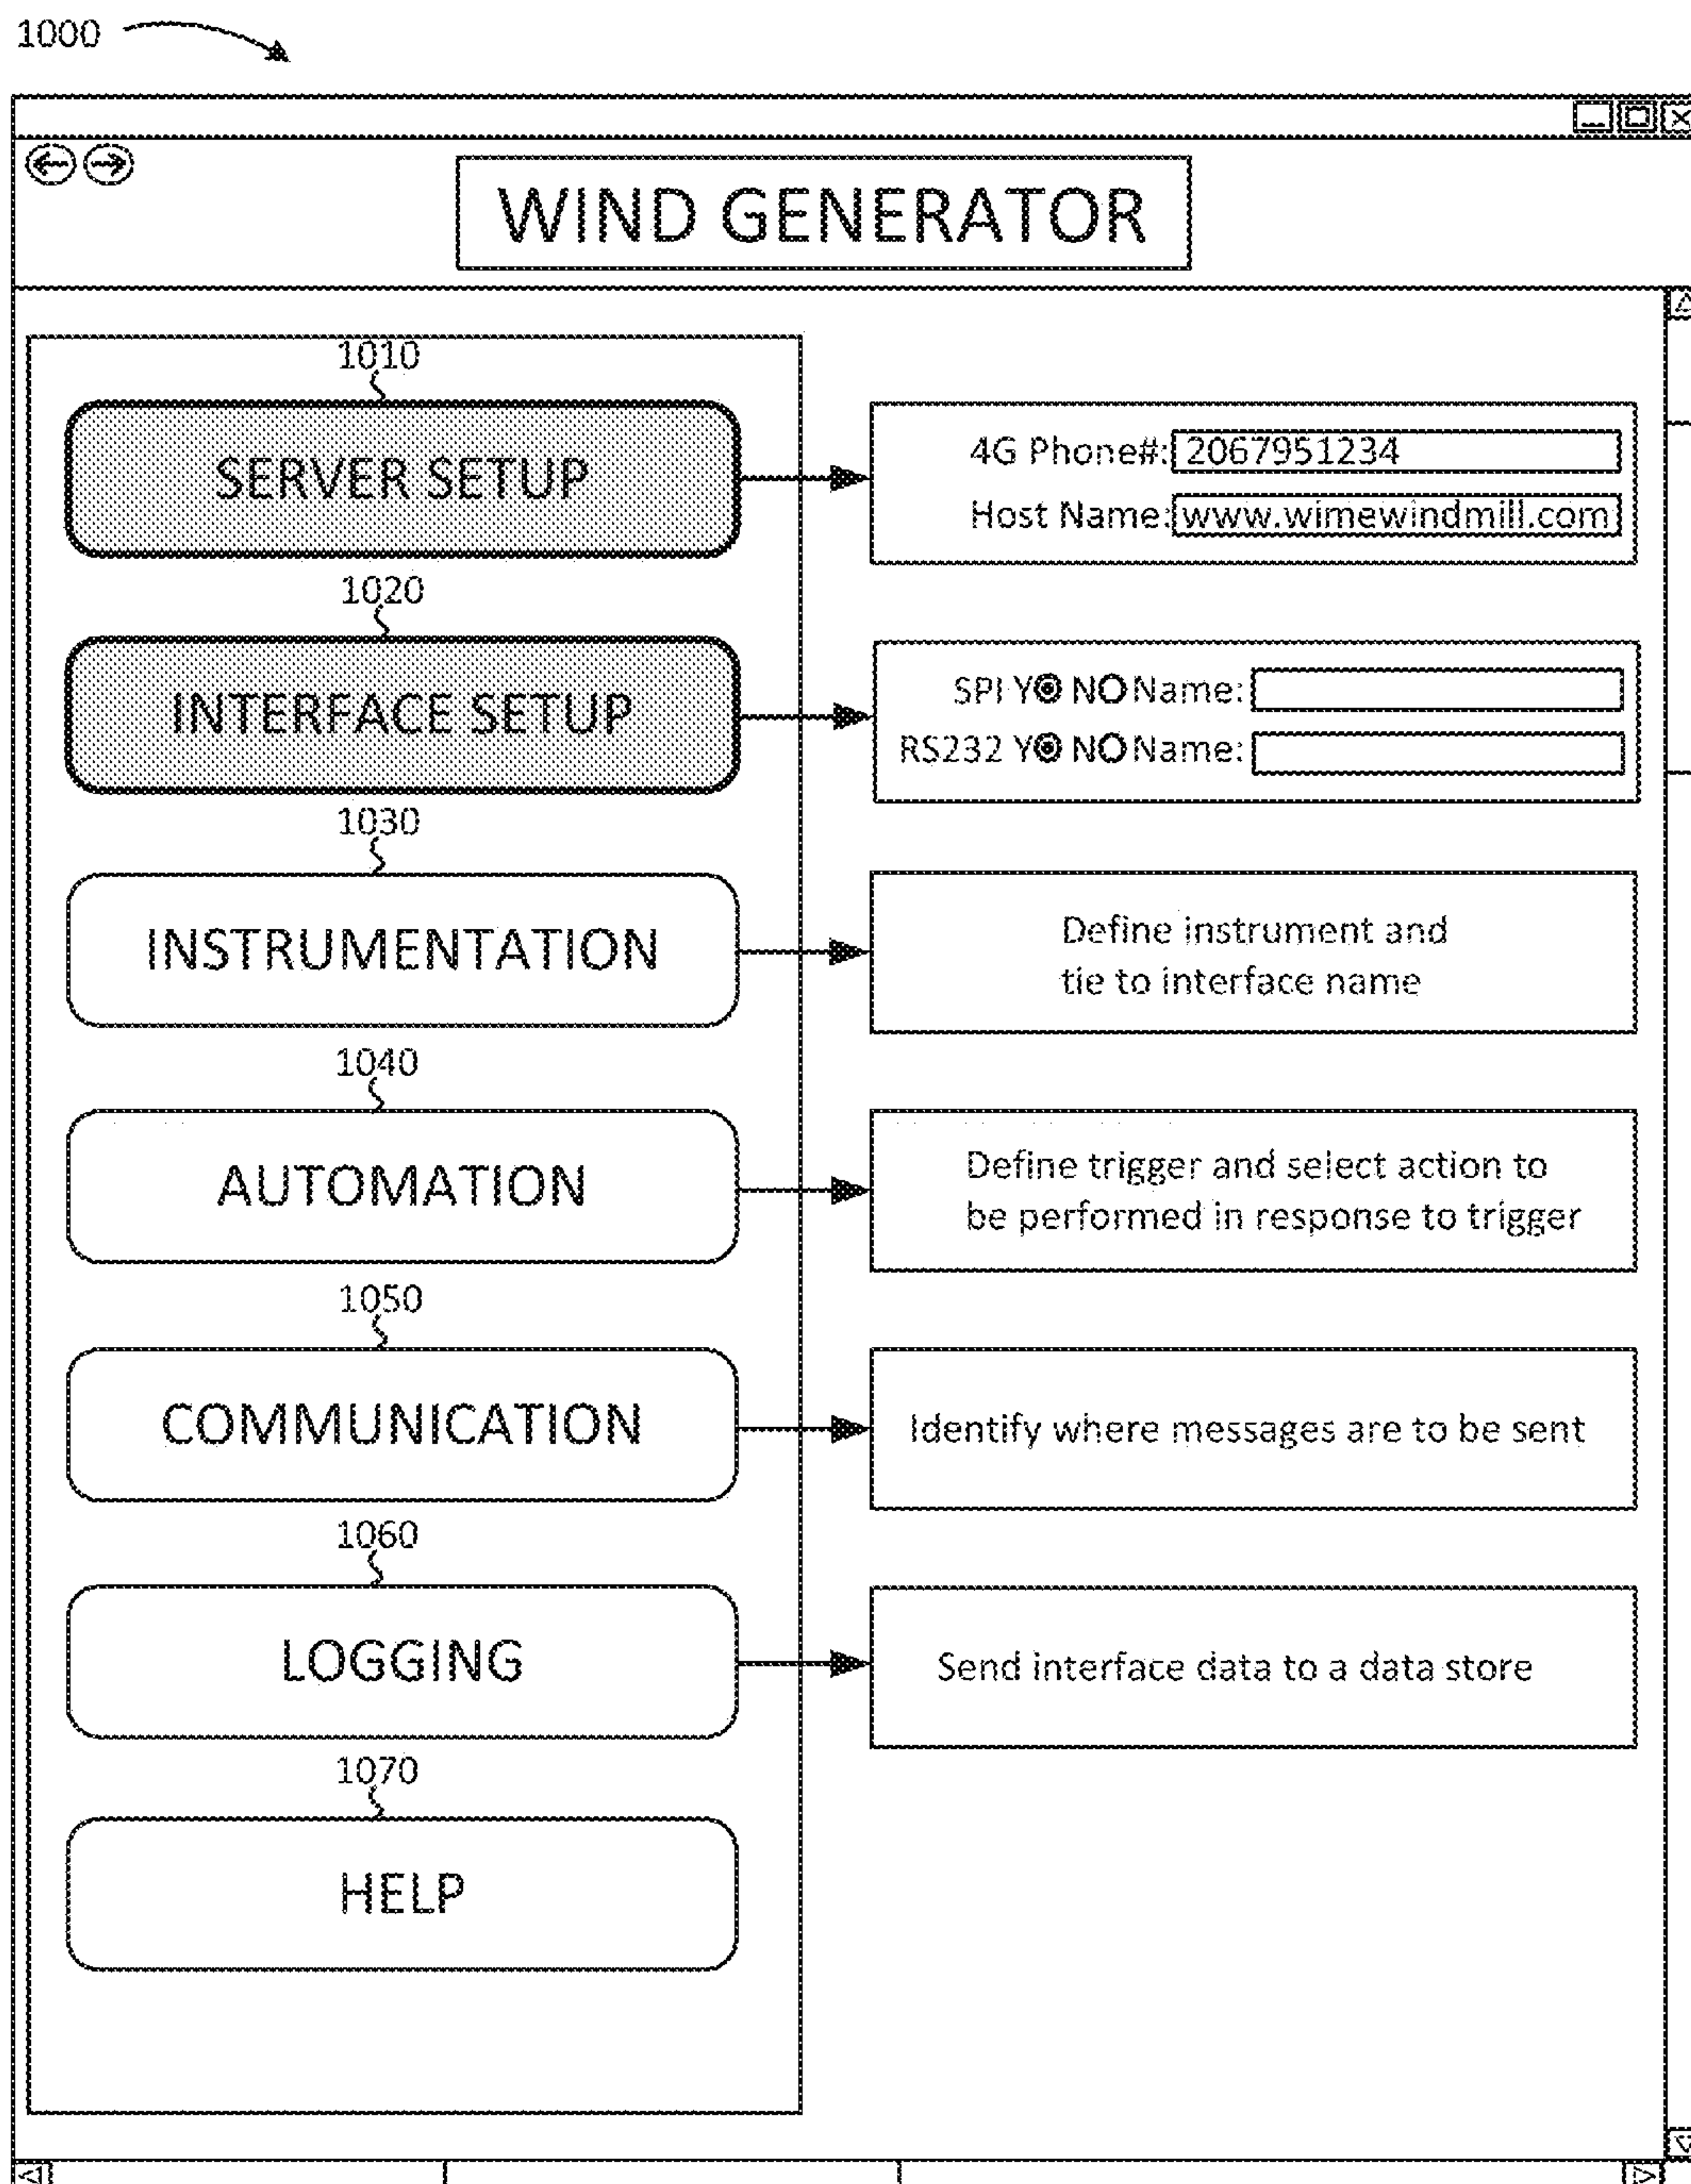 1000
WIND GENERATOR
1010
SERVER SETUP
4G Phone#: 2067951234
Host Name: www.wimewindmill.com
1020
INTERFACE SETUP
SPI Y N Name:
RS232 Y N Name:
1030
INSTRUMENTATION
Define instrument and
tie to interface name
1040
AUTOMATION
Define trigger and select action to
be performed in response to trigger
1050
COMMUNICATION
Identify where messages are to be sent
1060
LOGGING
Send interface data to a data store
1070
HELP